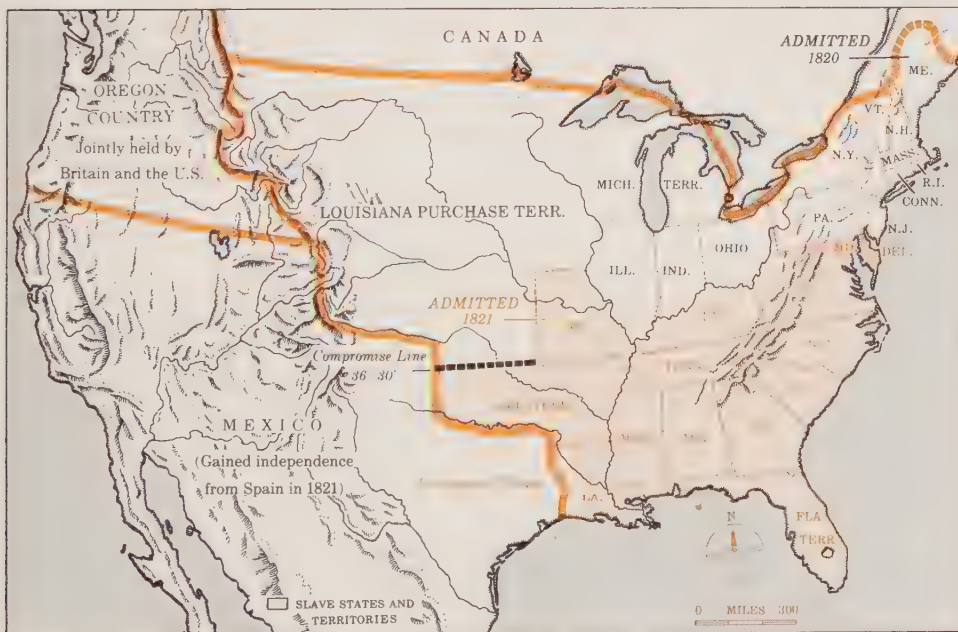 CANADA
ADMITTED
1820
ME.
OREGON
COUNTRY
Jointly held by
Britain and the U.S.
VT.
N.H.
N.Y.
MASS.
R.I.
CONN.
MICH. TERR.
LOUISIANA PURCHASE TERR.
PA.
N.J.
OHIO
DEL.
ILL.
IND.
ADMITTED
1821
Compromise Line
36 30'
MEXICO
(Gained independence
from Spain in 1821)
LA.
N
FLA
TERR
SLAVE STATES AND
TERRITORIES
0 MILES 300